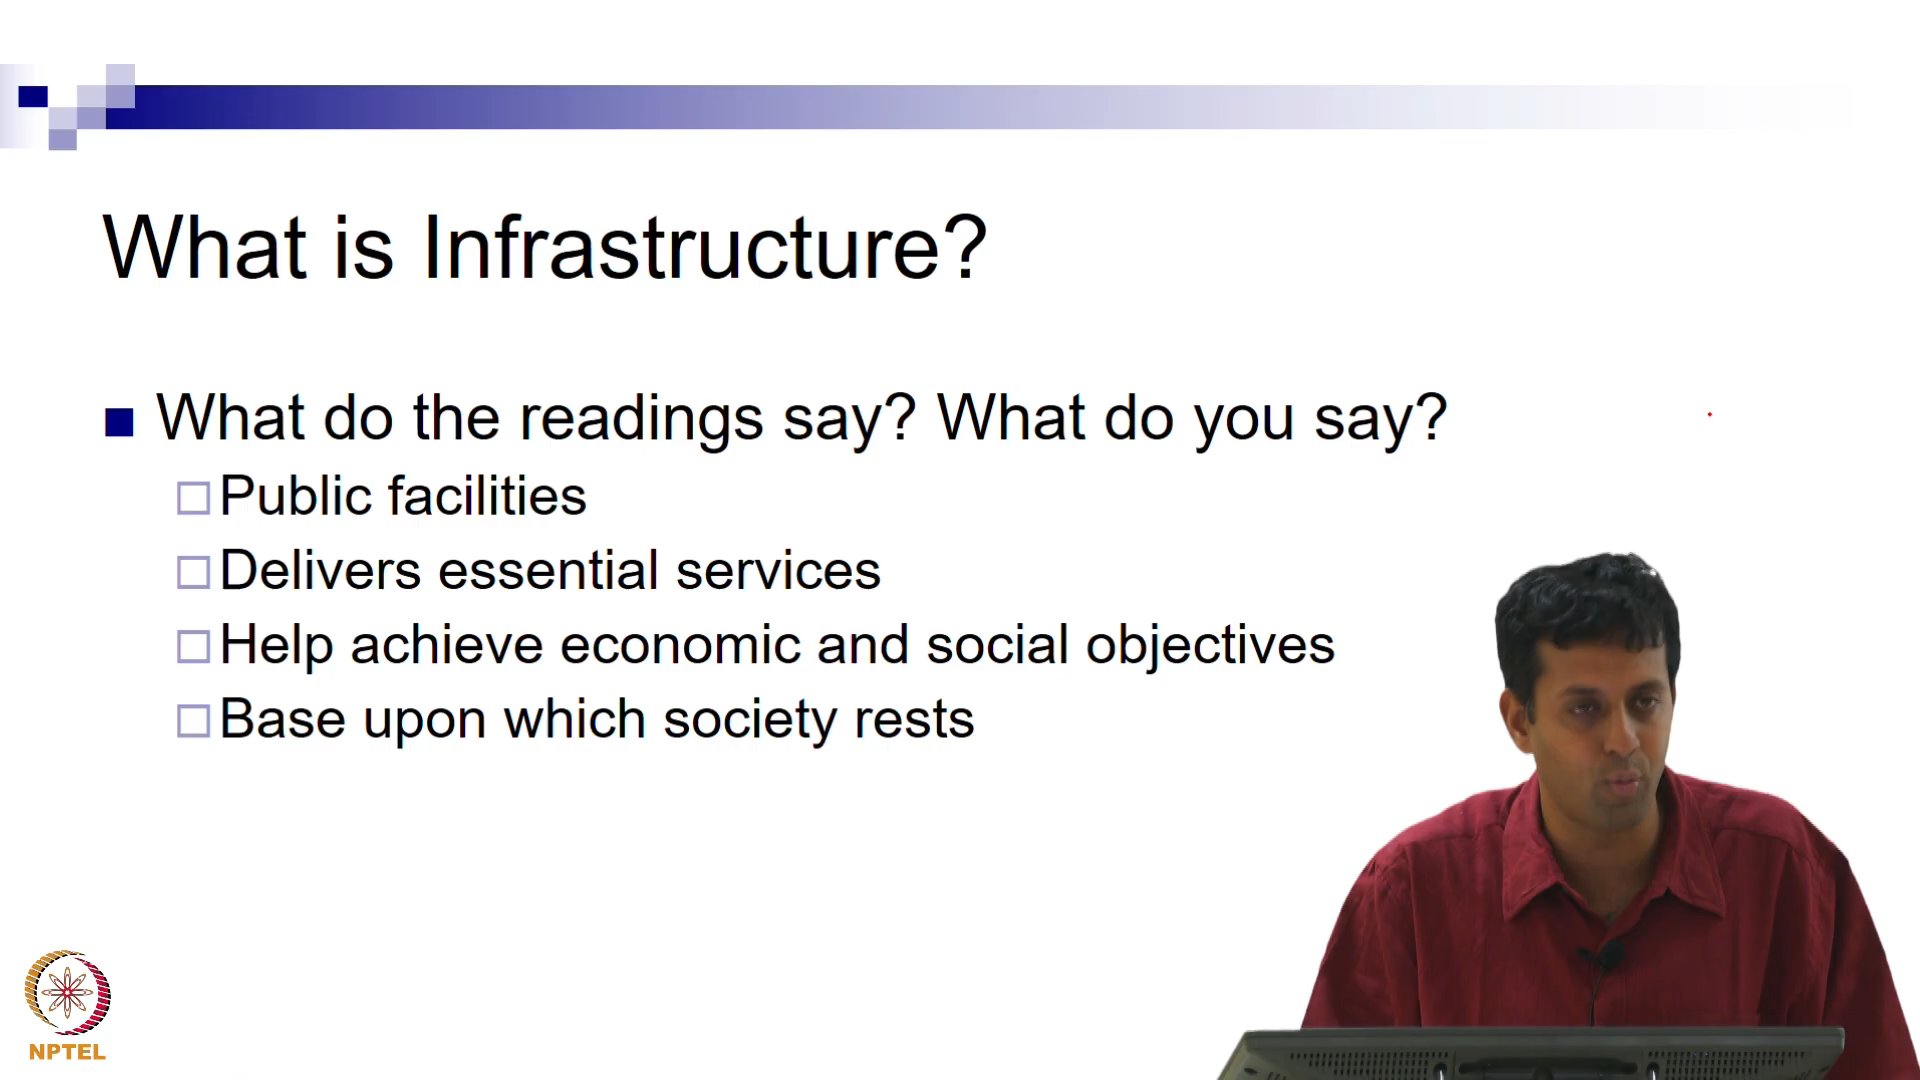 What is Infrastructure?
What do the readings say? What do you say?
Public facilities
Delivers essential services
Help achieve economic and social objectives
Base upon which society rests
NPTEL